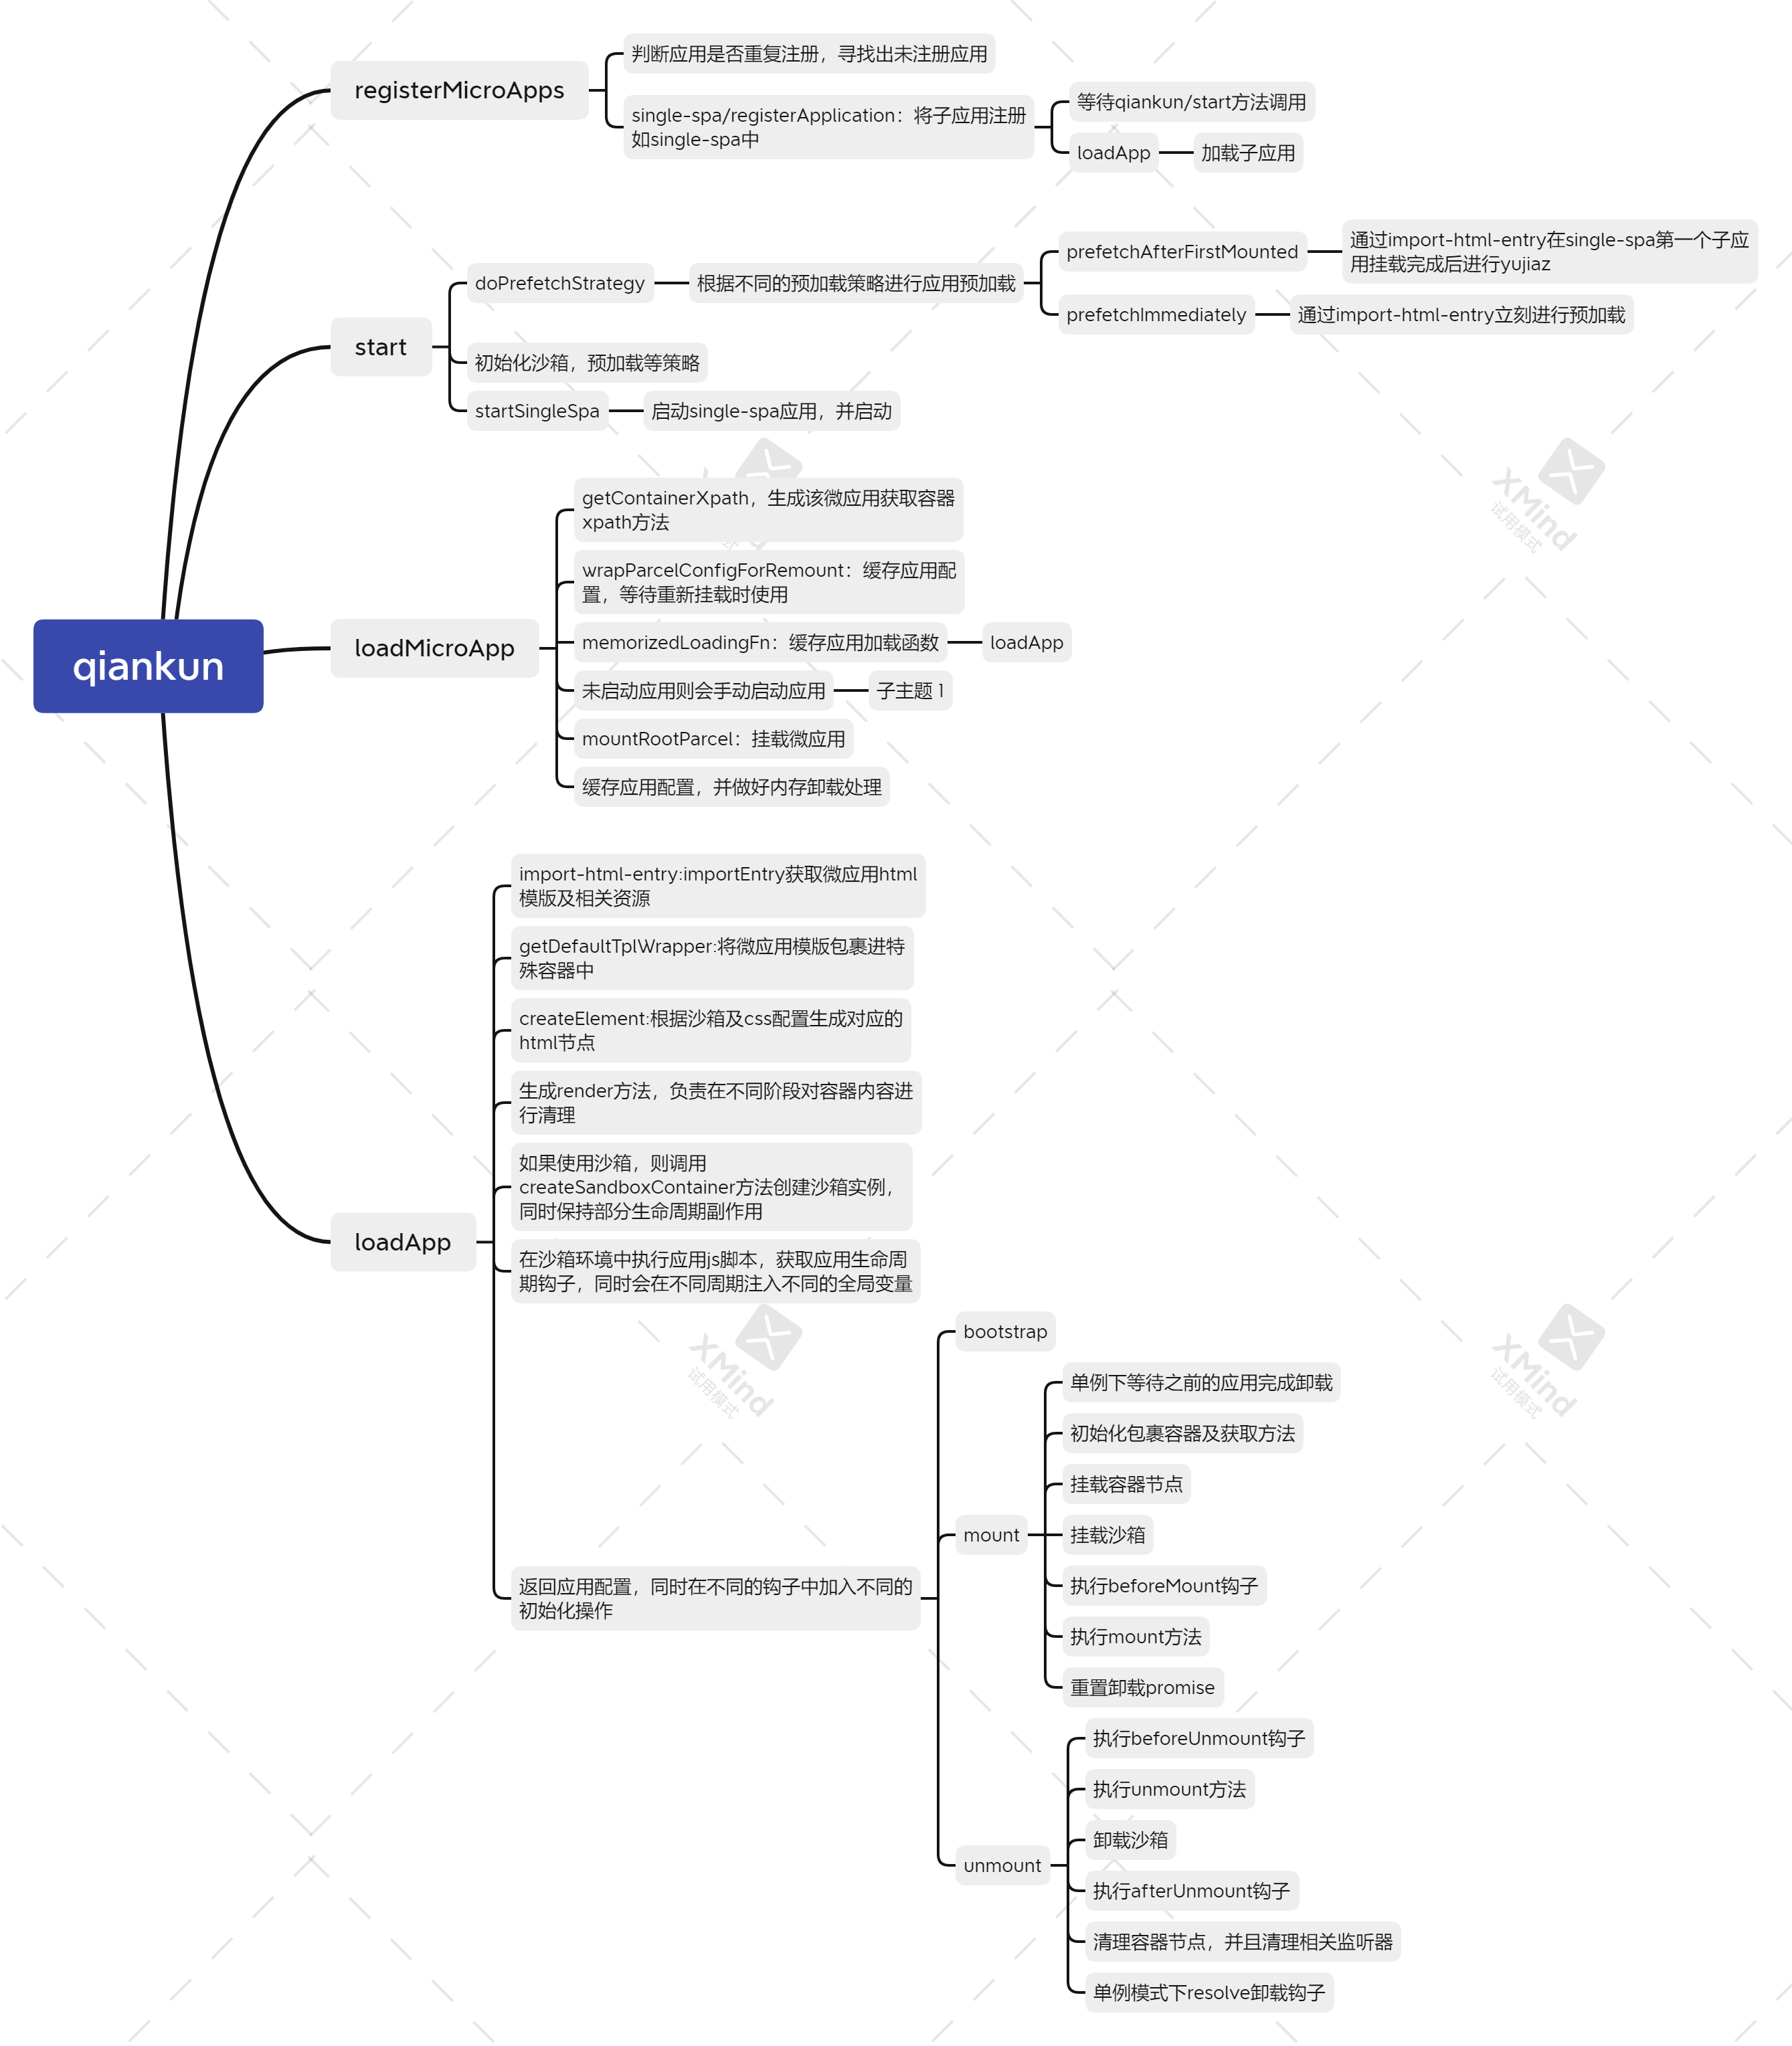 qiankun
registerMicroApps
判断应用是否重复注册，寻找出未注册应用
single-spa/registerApplication：将子应用注册
如single-spa中
等待qiankun/start方法调用
loadApp
加载子应用
start
doPrefetchStrategy
根据不同的预加载策略进行应用预加载
prefetchAfterFirstMounted
通过import-html-entry在single-spa第一个子应
用挂载完成后进行yujiaz
prefetchImmediately
通过import-html-entry立刻进行预加载
初始化沙箱，预加载等策略
startSingleSpa
启动single-spa应用，并启动
loadMicroApp
getContainerXpath，生成该微应用获取容器
xpath方法
wrapParcelConfigForRemount：缓存应用配
置，等待重新挂载时使用
memorizedLoadingFn：缓存应用加载函数
loadApp
未启动应用则会手动启动应用
子主题 1
mountRootParcel：挂载微应用
缓存应用配置，并做好内存卸载处理
loadApp
import-html-entry:importEntry获取微应用html
模版及相关资源
getDefaultTplWrapper:将微应用模版包裹进特
殊容器中
createElement:根据沙箱及css配置生成对应的
html节点
生成render方法，负责在不同阶段对容器内容进
行清理
如果使用沙箱，则调用
createSandboxContainer方法创建沙箱实例，
同时保持部分生命周期副作用
在沙箱环境中执行应用js脚本，获取应用生命周
期钩子，同时会在不同周期注入不同的全局变量
返回应用配置，同时在不同的钩子中加入不同的
初始化操作
bootstrap
mount
单例下等待之前的应用完成卸载
初始化包裹容器及获取方法
挂载容器节点
挂载沙箱
执行beforeMount钩子
执行mount方法
重置卸载promise
unmount
执行beforeUnmount钩子
执行unmount方法
卸载沙箱
执行afterUnmount钩子
清理容器节点，并且清理相关监听器
单例模式下resolve卸载钩子
XMind
试用模式
XMind
试用模式
XMind
试用模式